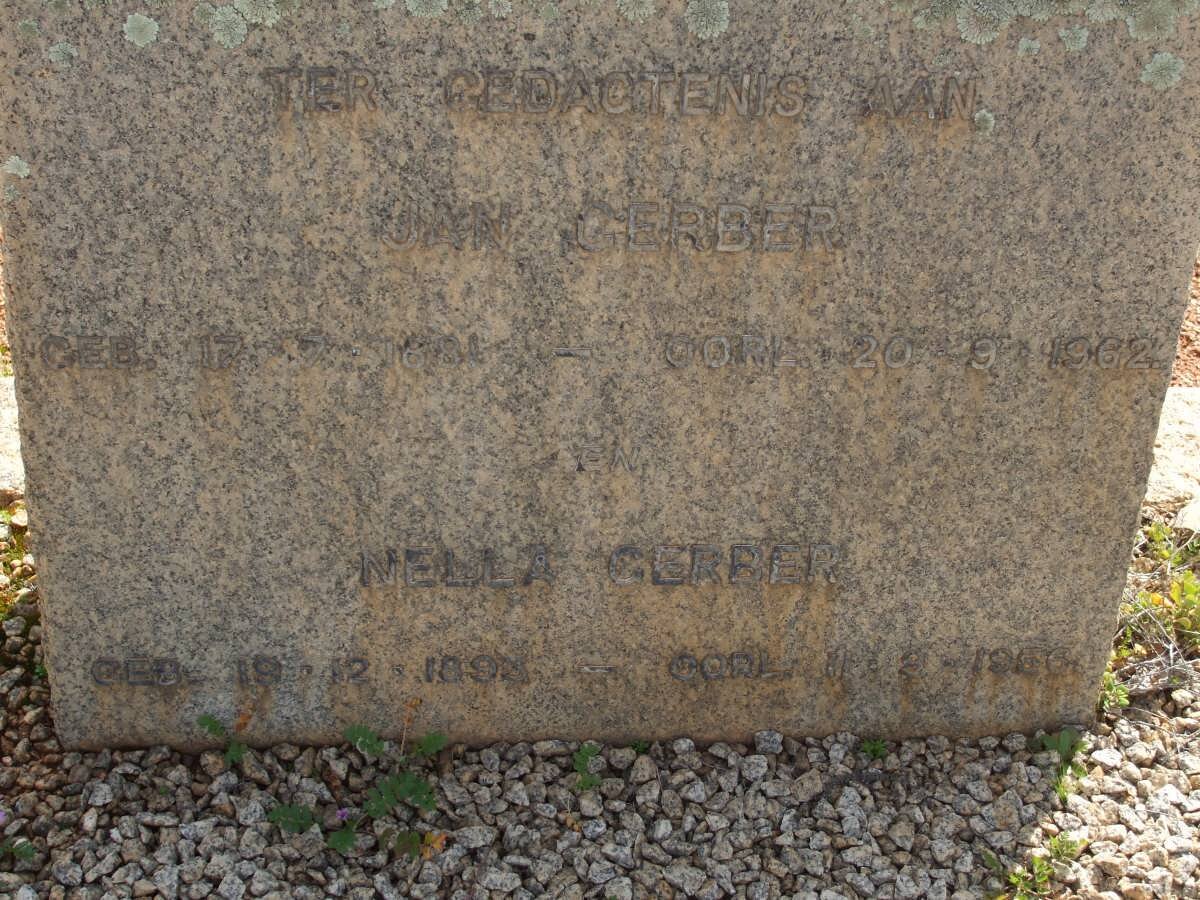 TER GEDAGTENIS AAN
JAN GERBER
GEB. 17 · 7 · 1881 — OORL. 20 · 9 · 1962.
EN
NELLA GERBER
GEB. 19 · 12 · 1893 — OORL. 11 ·